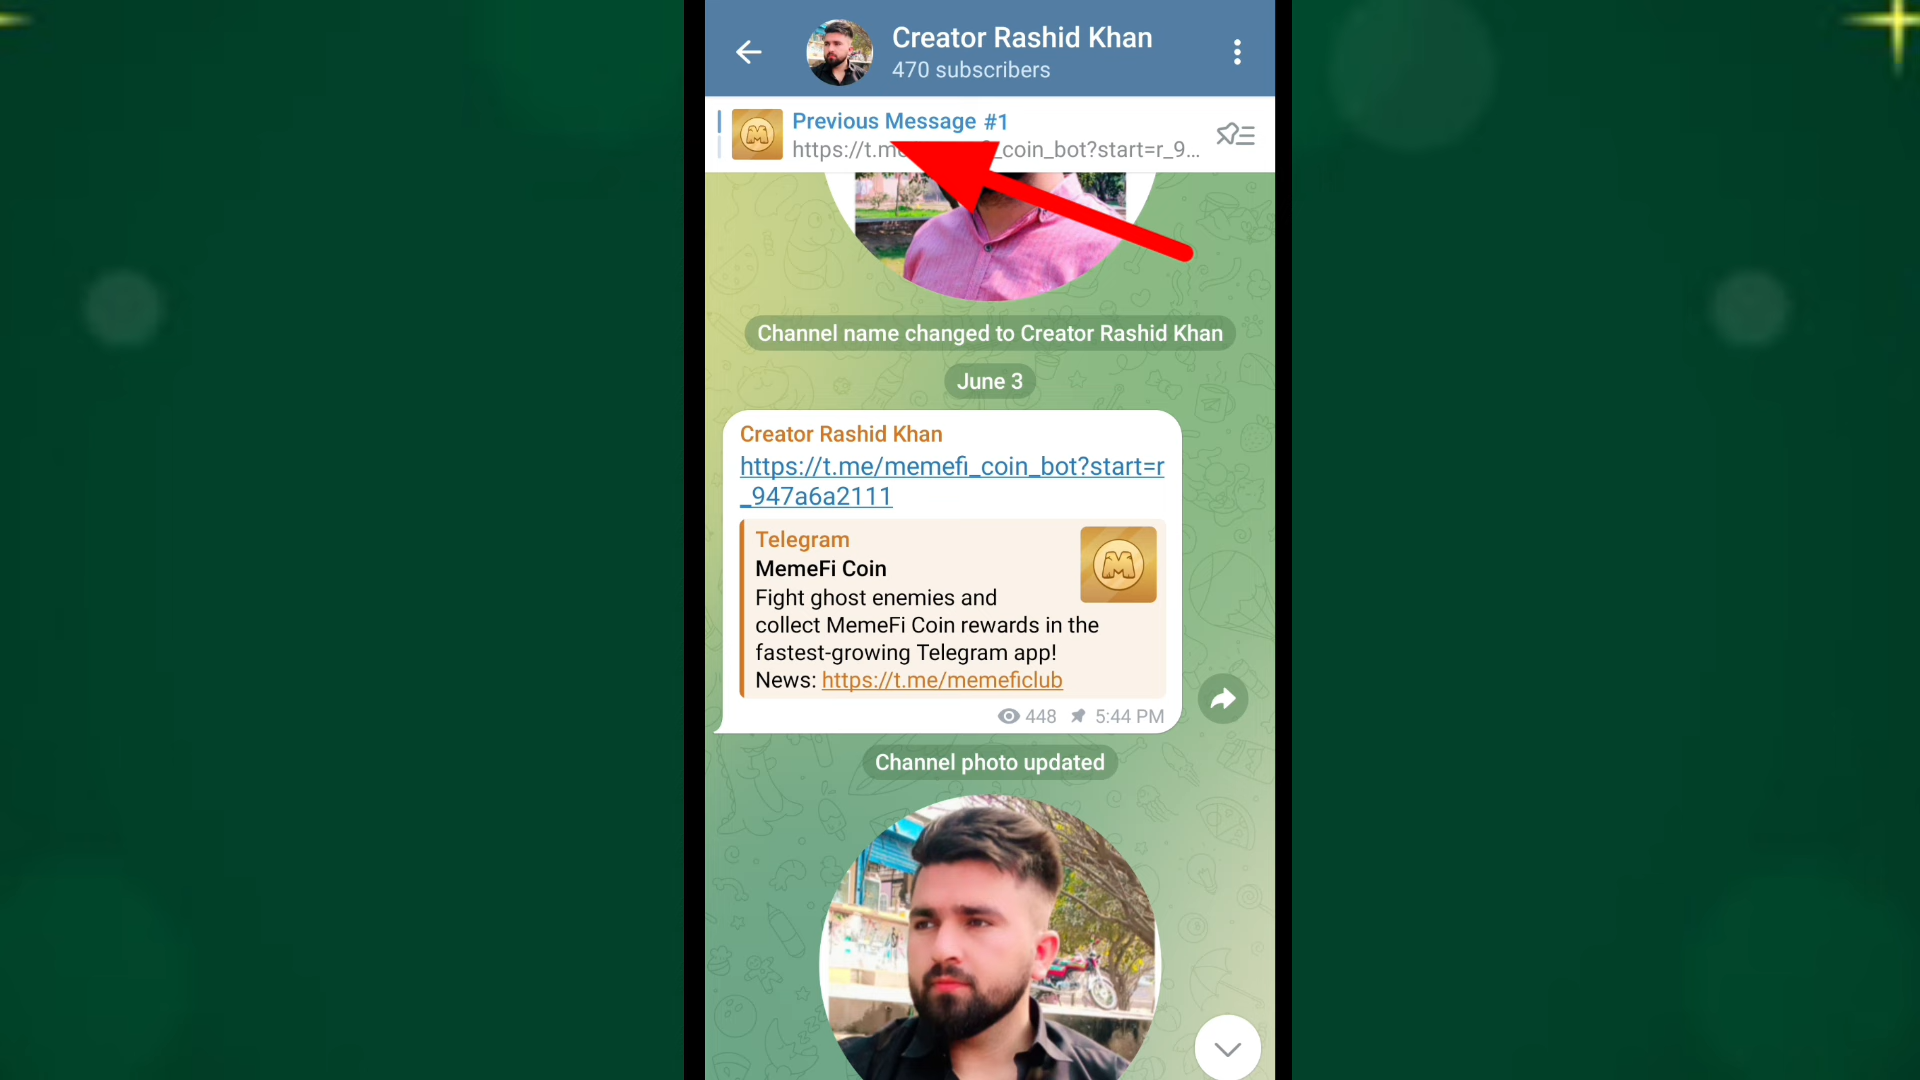 Creator Rashid Khan
470 subscribers
Previous Message #1
https://t.me _coin_bot?start=r_9...
Channel name changed to Creator Rashid Khan
June 3
Creator Rashid Khan
https://t.me/memefi_coin_bot?start=r
_947a6a2111
Telegram
MemeFi Coin
Fight ghost enemies and
collect MemeFi Coin rewards in the
fastest-growing Telegram app!
News: https://t.me/memeficlub
448 5:44 PM
Channel photo updated